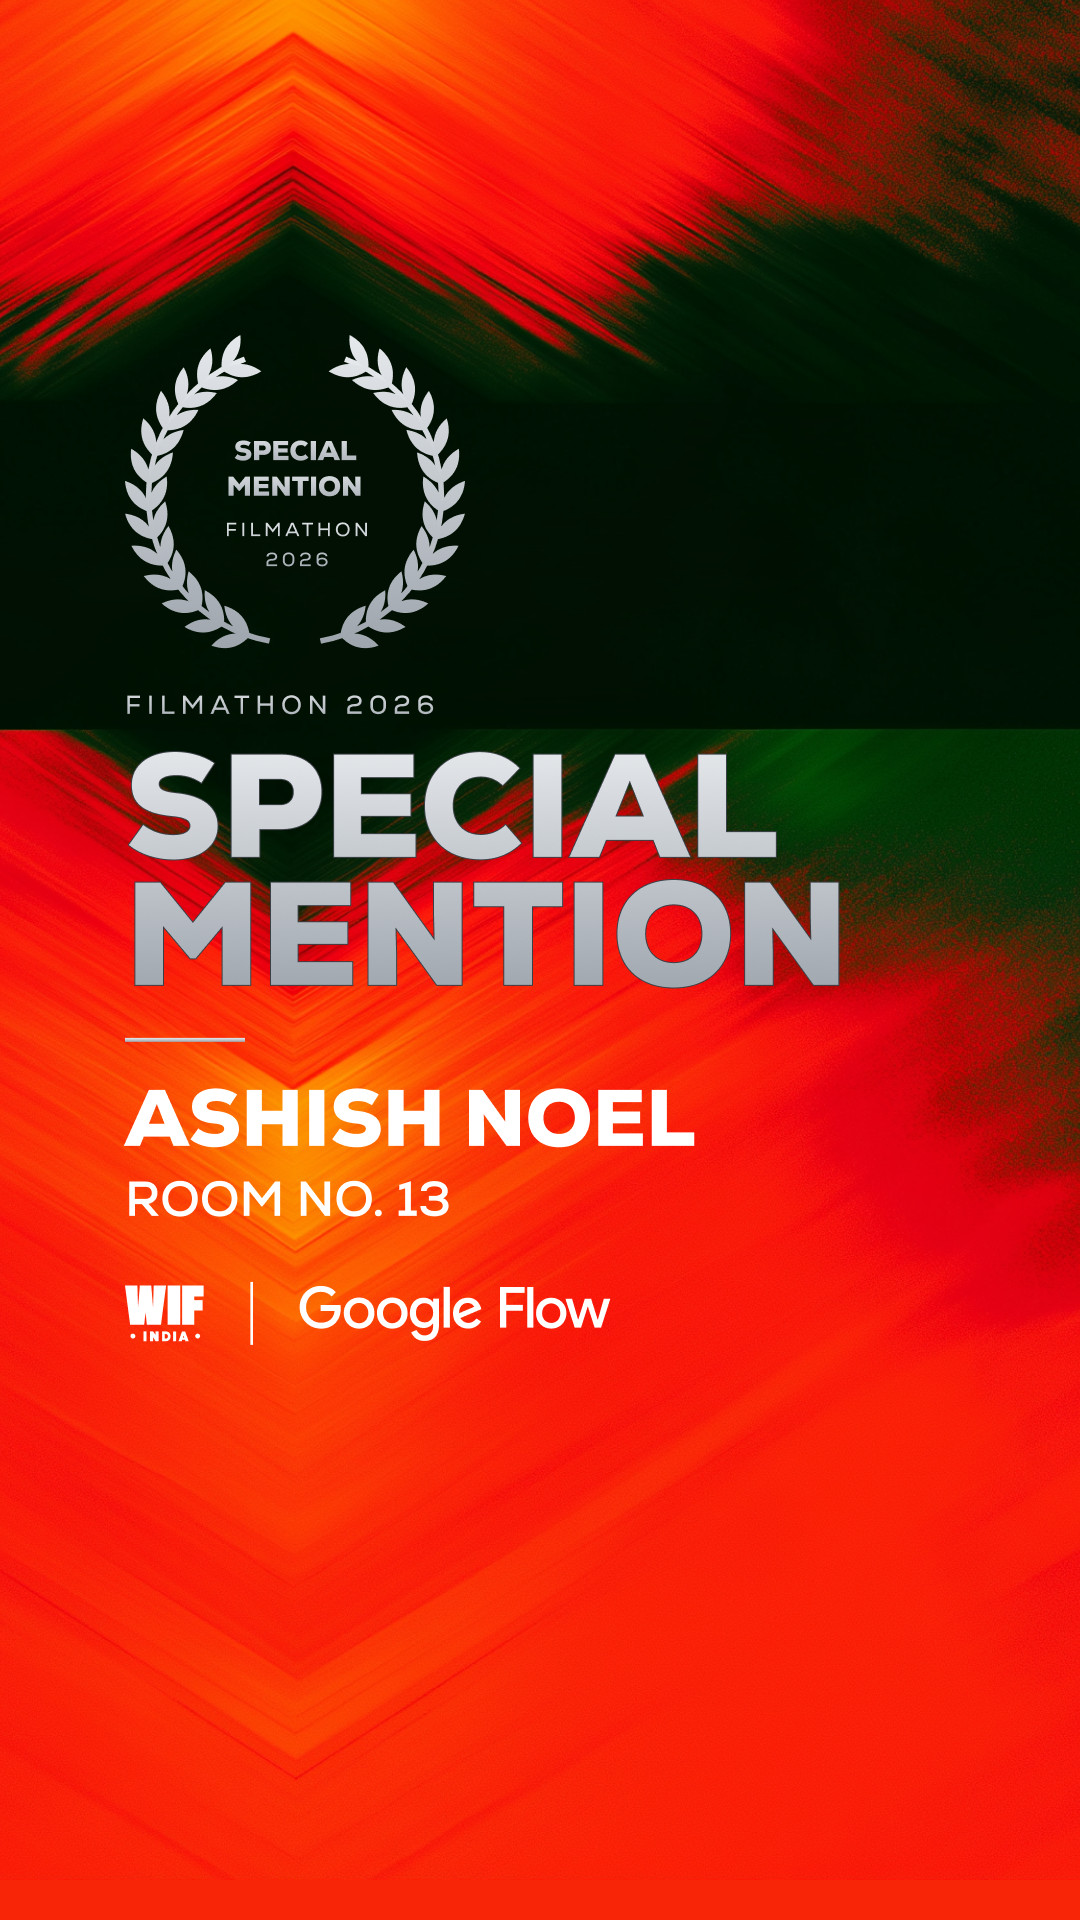 SPECIAL
MENTION
FILMATHON
2026
FILMATHON 2026
SPECIAL
MENTION
ASHISH NOEL
ROOM NO. 13
WIF
• INDIA •
Google Flow